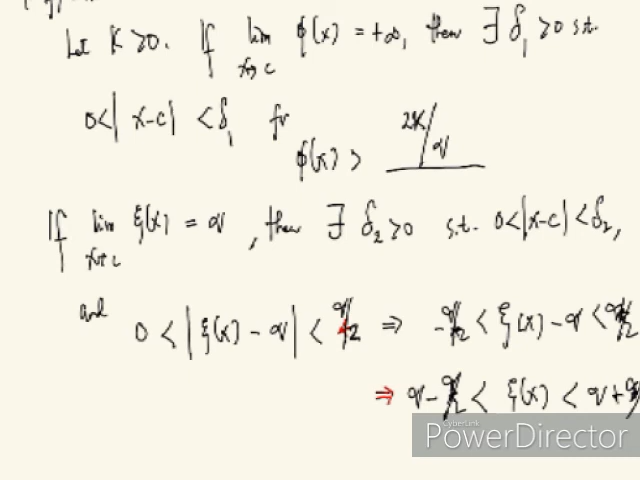 Let K > 0. If lim x→c ϕ(x) = +∞, then ∃ δ₁ > 0 s.t.
0 < | x-c | < δ₁ for ϕ(x) > 2K/α
If lim x→c ξ(x) = α, then ∃ δ₂ > 0 s.t. 0 < |x-c| < δ₂,
and 0 < | ξ(x) - α | < α/2 ⇒ -α/2 < ξ(x) - α < α/2
⇒ α - α/2 < ξ(x) < α + α
CyberLink
PowerDirector